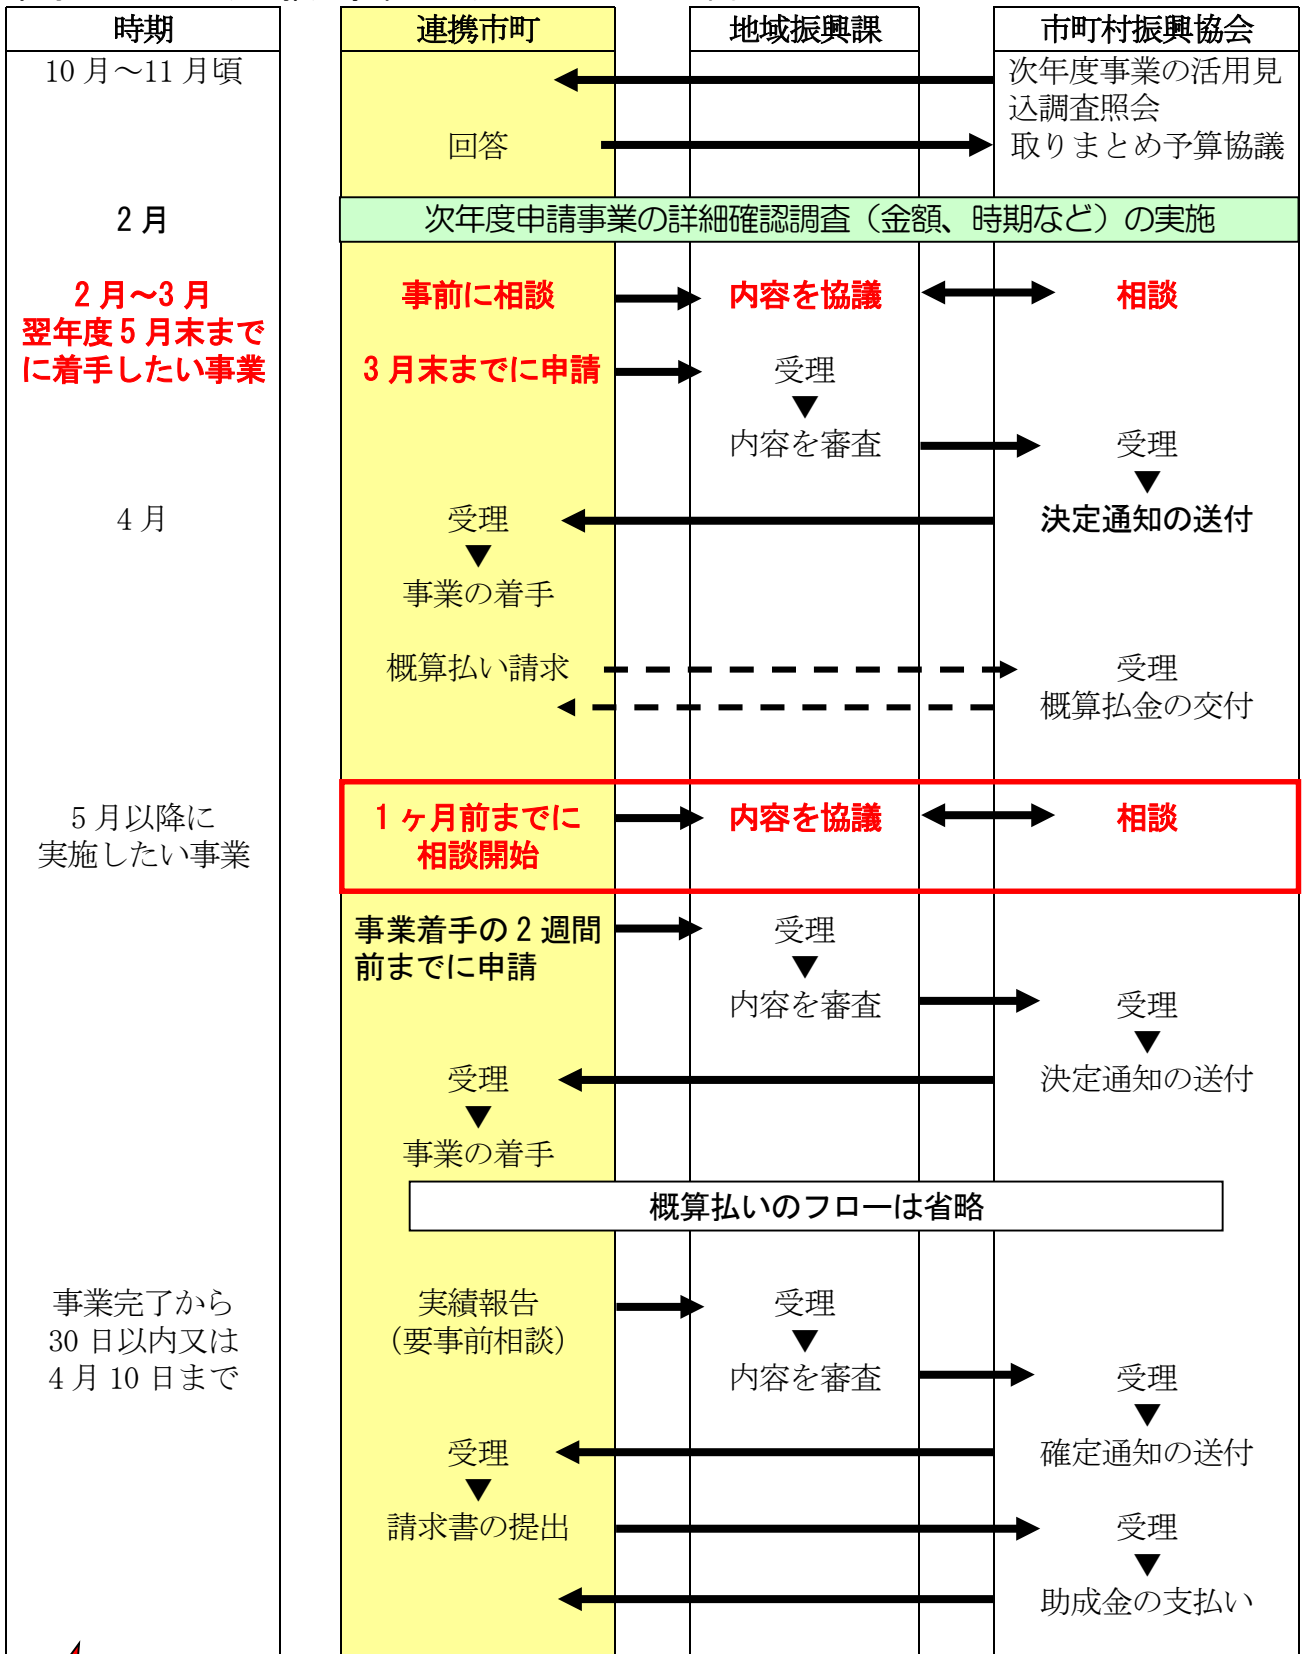 時期 連携市町 地域振興課 市町村振興協会
10月～11月頃 次年度事業の活用見
込調査照会
回答 取りまとめ予算協議
2月 次年度申請事業の詳細確認調査（金額、時期など）の実施
2月～3月 事前に相談 内容を協議 相談
翌年度5月末まで
に着手したい事業 3月末までに申請 受理
▼
内容を審査 受理
▼
4月 受理 決定通知の送付
▼
事業の着手
概算払い請求 受理
概算払金の交付
5月以降に 1ヶ月前までに 内容を協議 相談
実施したい事業 相談開始
事業着手の2週間 受理
前までに申請 ▼
内容を審査 受理
▼
受理 決定通知の送付
▼
事業の着手
概算払いのフローは省略
事業完了から 実績報告 受理
30日以内又は （要事前相談） ▼
4月10日まで 内容を審査 受理
▼
受理 確定通知の送付
▼
請求書の提出 受理
▼
助成金の支払い